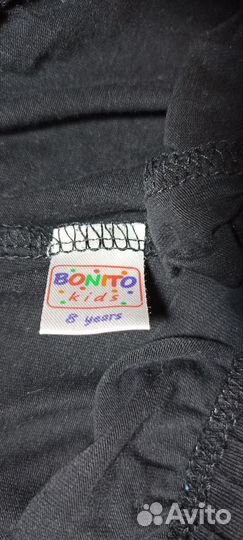 BONITO
kids
8 years
Avito